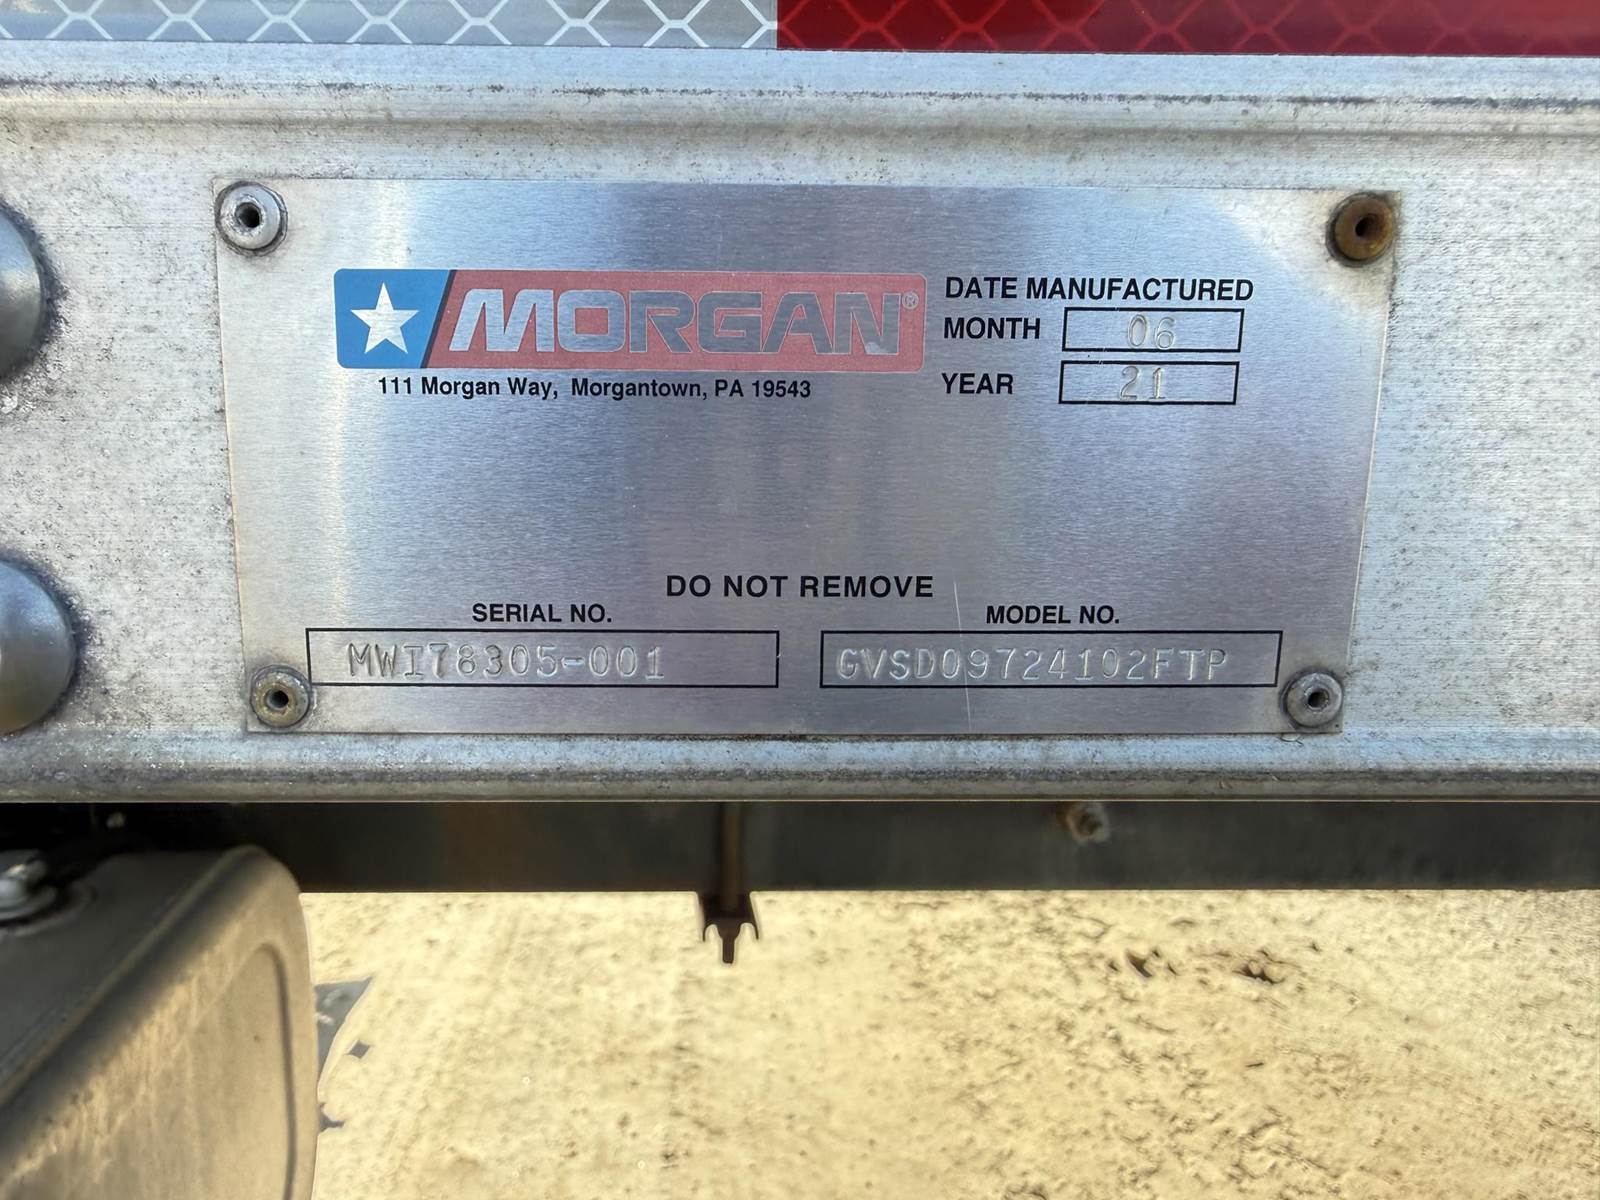 MORGAN®
111 Morgan Way, Morgantown, PA 19543
DATE MANUFACTURED
MONTH 06
YEAR 21
DO NOT REMOVE
SERIAL NO.
MWI78305-001
MODEL NO.
GVSD09724102FTP